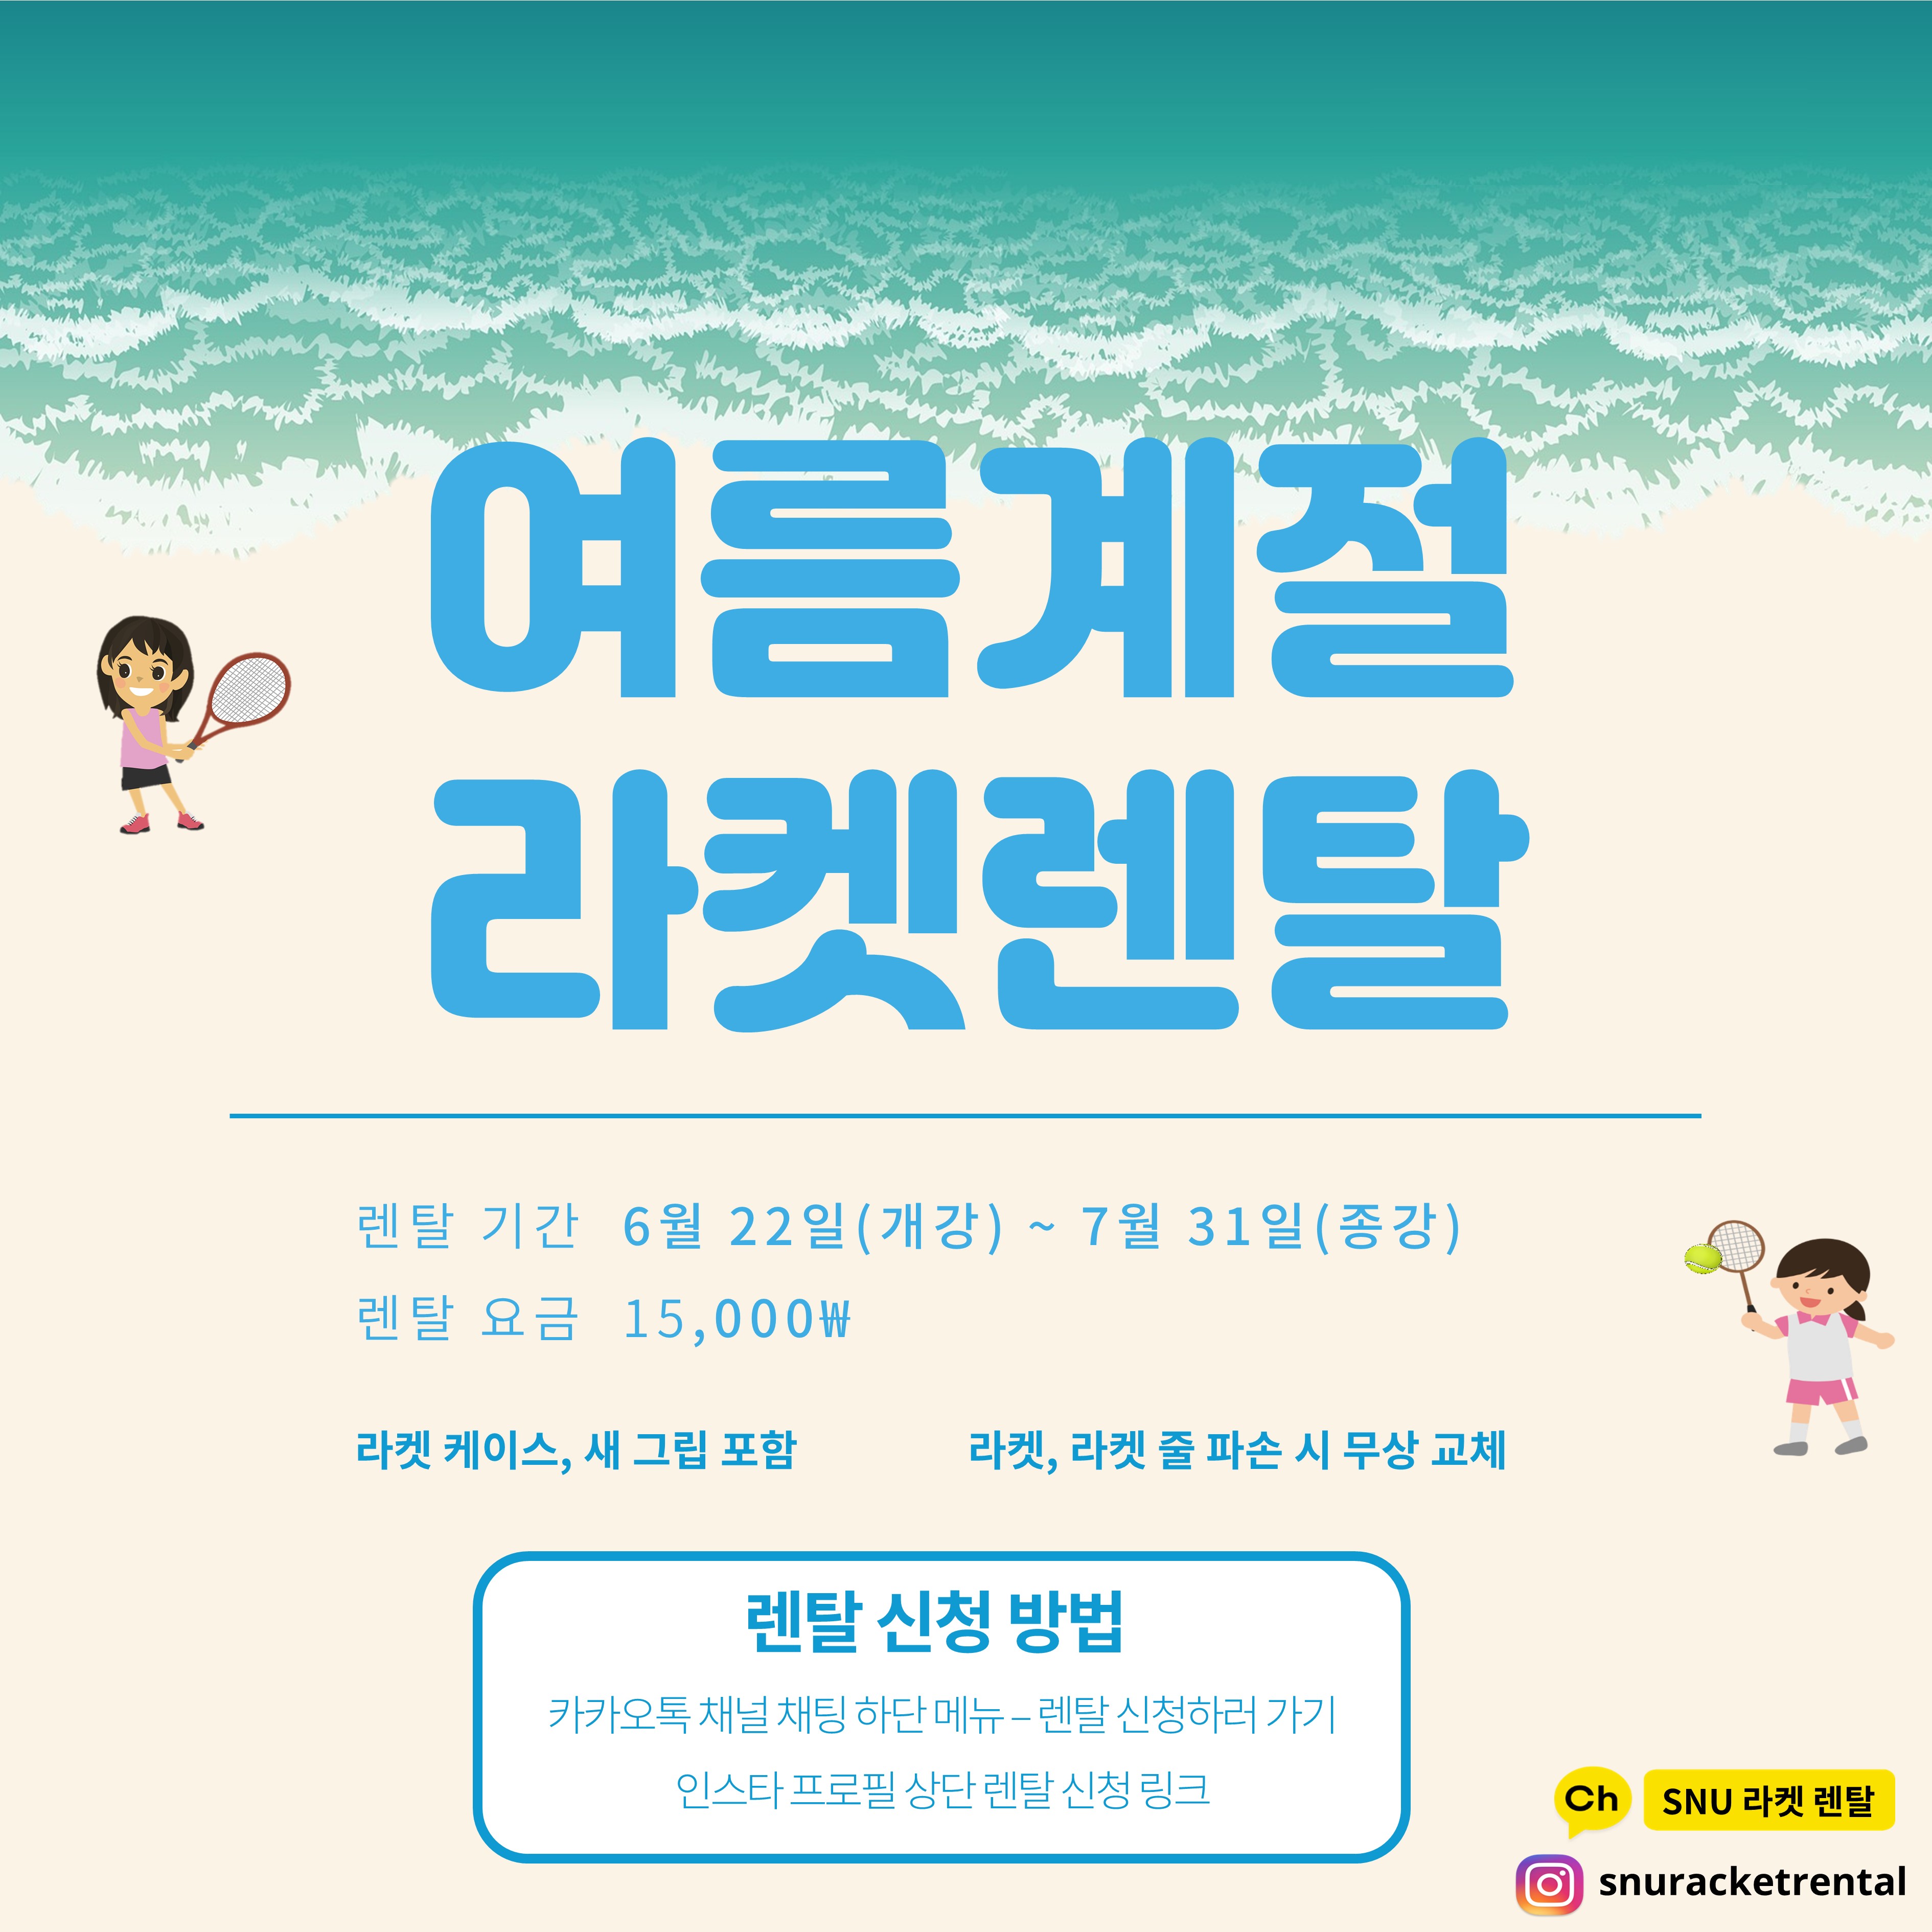 여름계절
라켓렌탈
렌탈 기간 6월 22일(개강) ~ 7월 31일(종강)
렌탈 요금 15,000₩
라켓 케이스, 새 그립 포함
라켓, 라켓 줄 파손 시 무상 교체
렌탈 신청 방법
카카오톡 채널 채팅 하단 메뉴 – 렌탈 신청하러 가기
인스타 프로필 상단 렌탈 신청 링크
Ch SNU 라켓 렌탈
snuracketrental